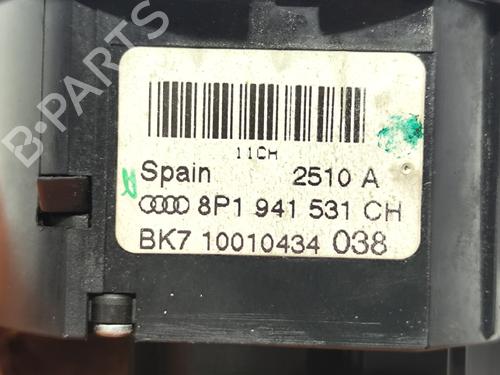 B-PARTS
11CH
Spain 2510 A
8P1 941 531 CH
BK7 10010434 038